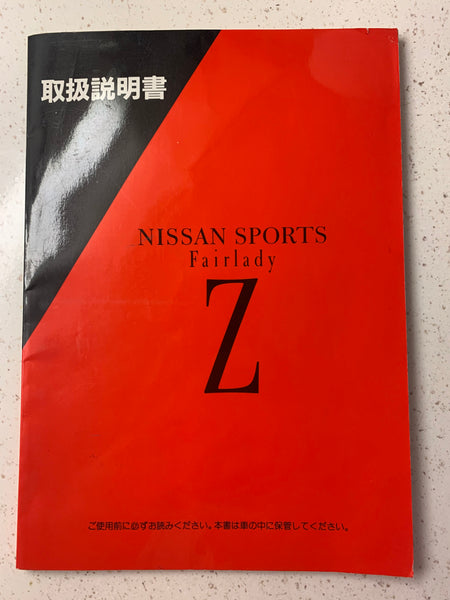 取扱説明書
NISSAN SPORTS
Fairlady
Z
ご使用前に必ずお読みください。本書は車の中に保管してください。